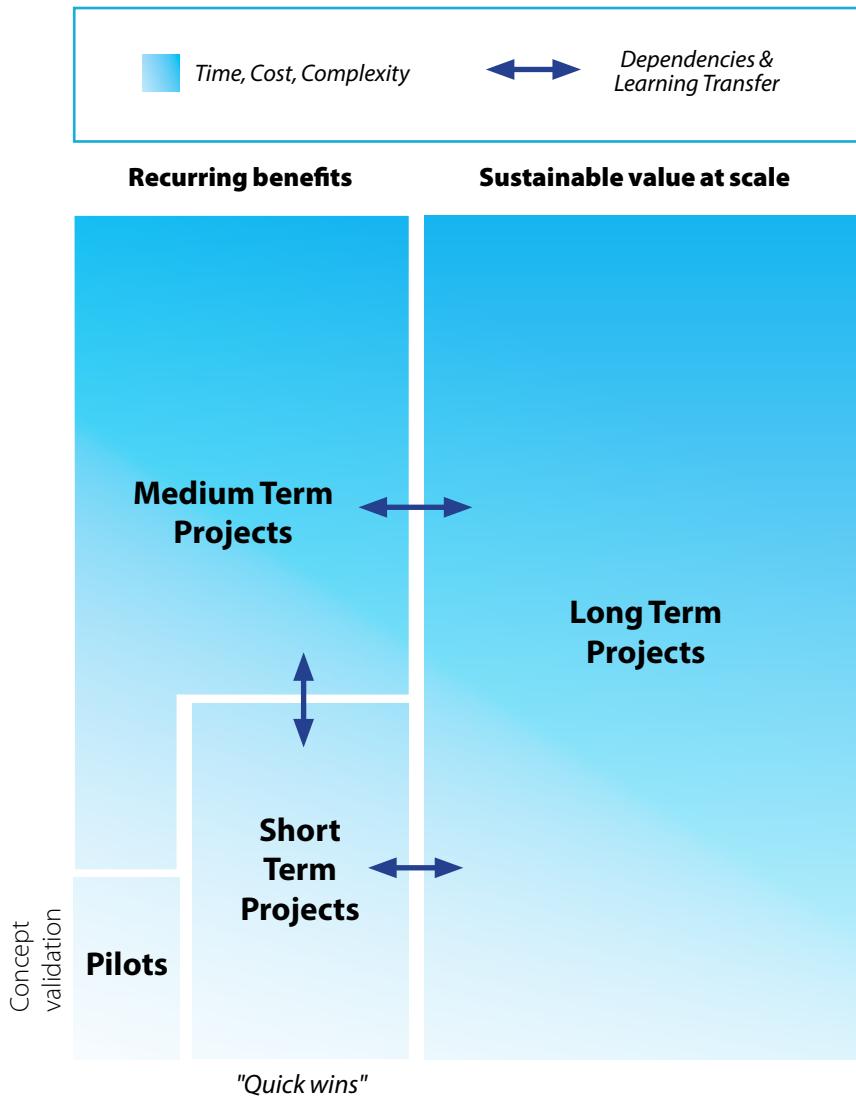 Time, Cost, Complexity
Dependencies &
Learning Transfer
Recurring benefits
Sustainable value at scale
Medium Term
Projects
Long Term
Projects
Short
Term
Projects
Concept
validation
Pilots
"Quick wins"